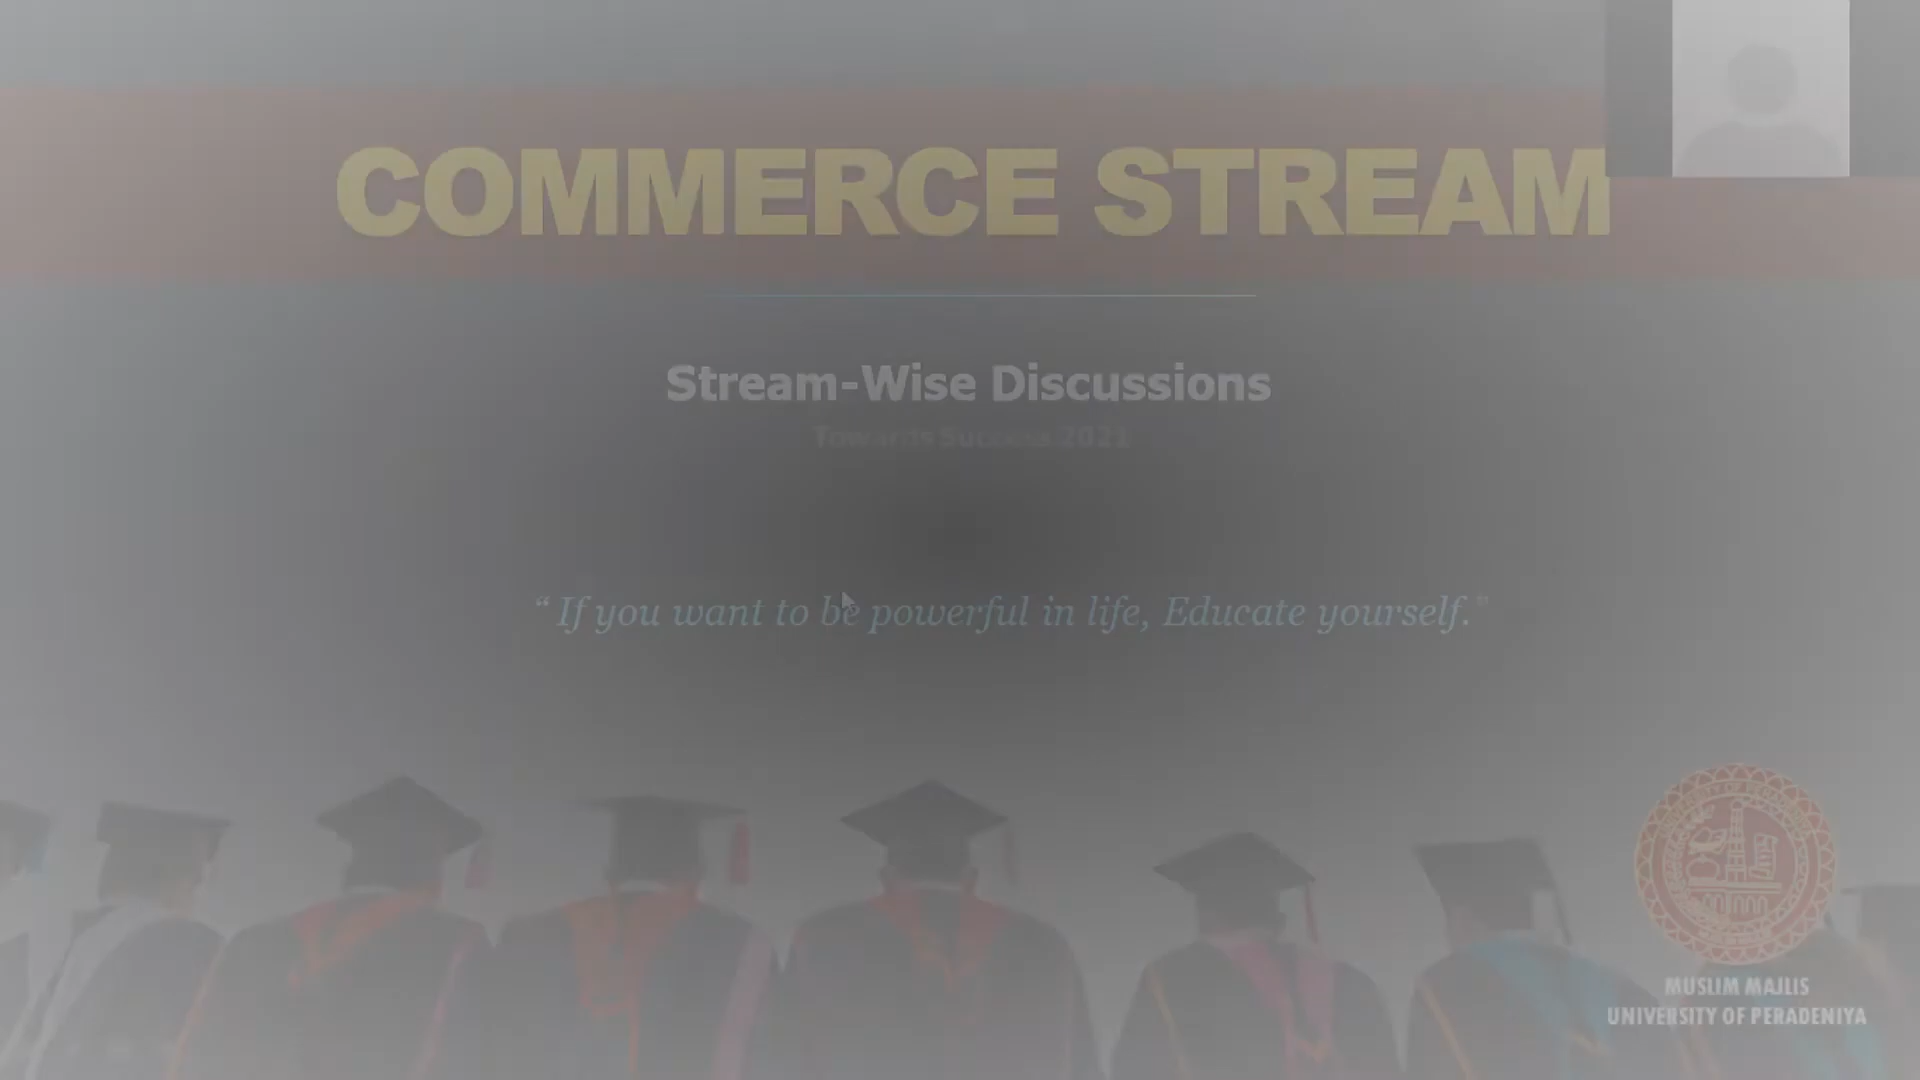 COMMERCE STREAM
Stream-Wise Discussions
Towards Success 2021
“ If you want to be powerful in life, Educate yourself.”
MUSLIM MAJLIS
UNIVERSITY OF PERADENIYA